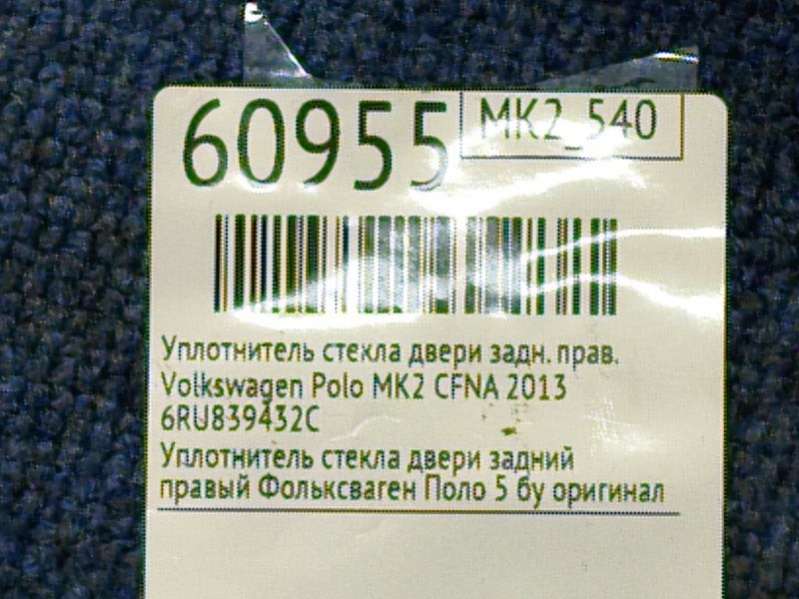 60955
MK2_540
Уплотнитель стекла двери задн. прав.
Volkswagen Polo MK2 CFNA 2013
6RU839432C
Уплотнитель стекла двери задний
правый Фольксваген Поло 5 бу оригинал